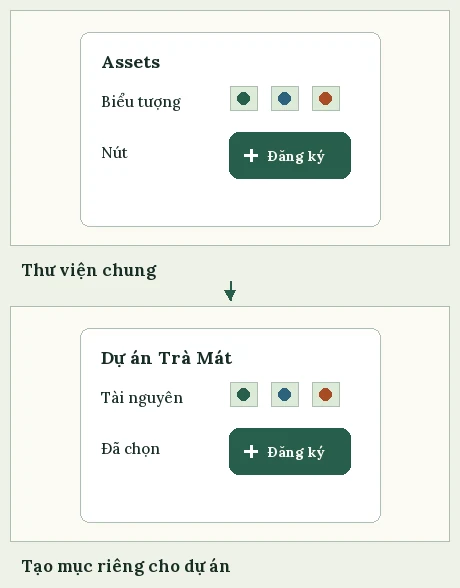 Assets
Biểu tượng
Nút
+ Đăng ký
Thư viện chung
Dự án Trà Mát
Tài nguyên
Đã chọn
+ Đăng ký
Tạo mục riêng cho dự án